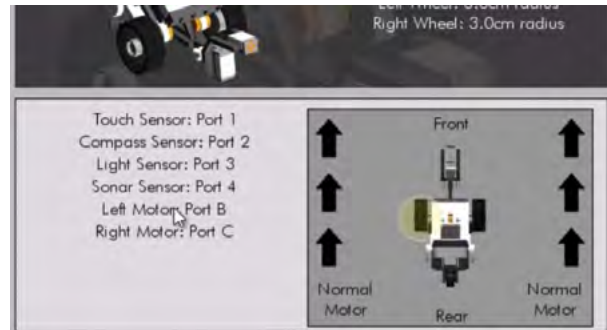 Right Wheel: 3.0cm radius
Touch Sensor: Port 1
Compass Sensor: Port 2
Light Sensor: Port 3
Sonar Sensor: Port 4
Left Motor: Port B
Right Motor: Port C
Front
Normal Motor
Rear
Normal Motor